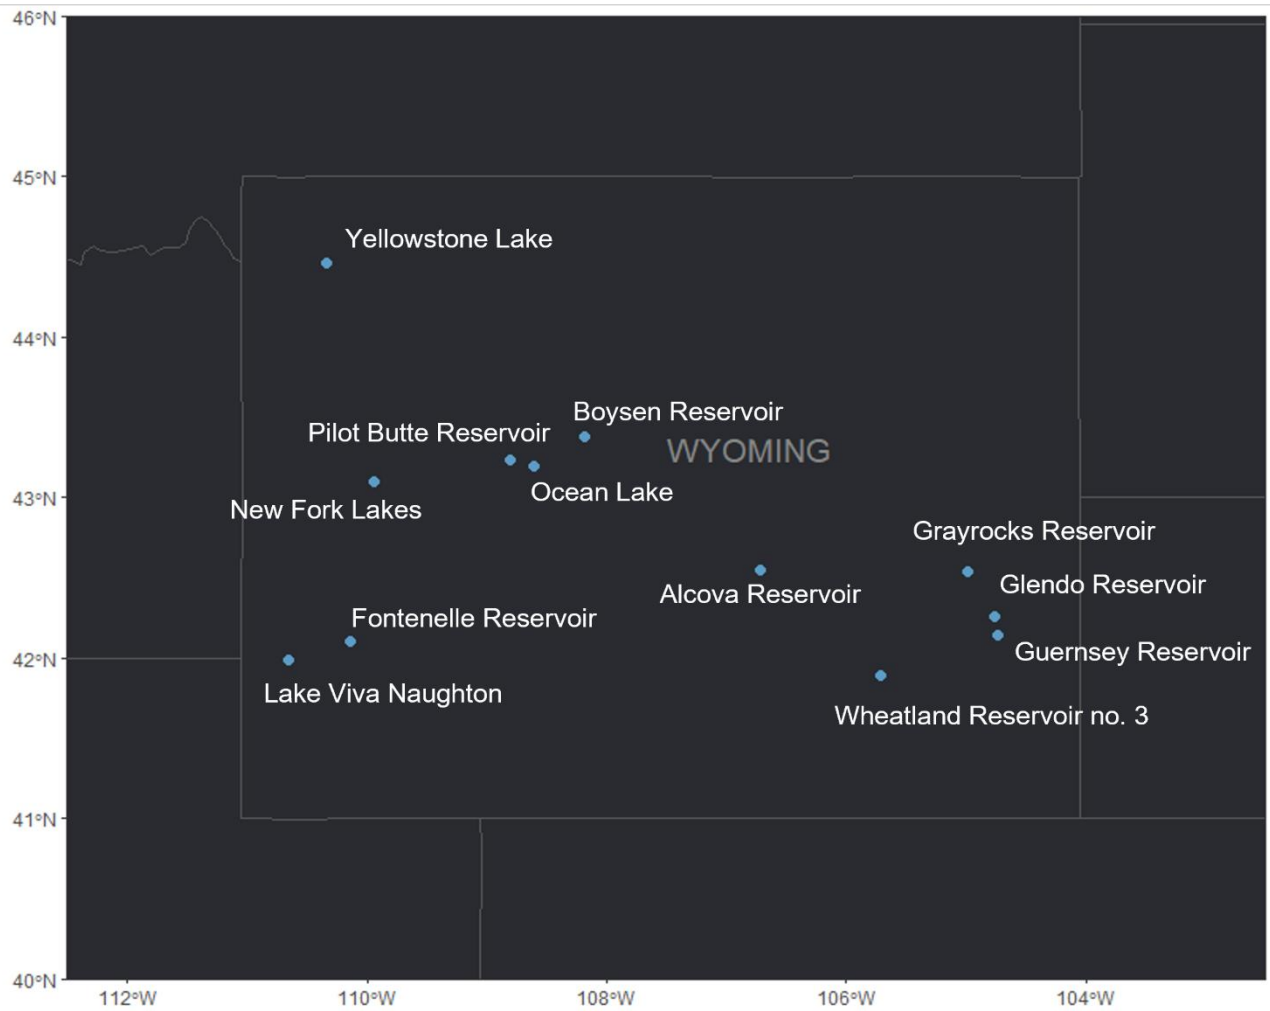 46°N
45°N
Yellowstone Lake
44°N
Boysen Reservoir
Pilot Butte Reservoir
WYOMING
Ocean Lake
43°N
New Fork Lakes
Grayrocks Reservoir
Glendo Reservoir
Alcova Reservoir
Fontenelle Reservoir
Guernsey Reservoir
42°N
Lake Viva Naughton
Wheatland Reservoir no. 3
41°N
40°N
112°W 110°W 108°W 106°W 104°W